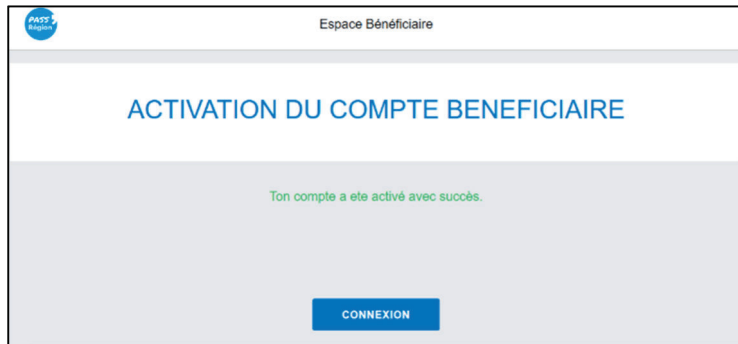 PASS
Région
Espace Bénéficiaire
ACTIVATION DU COMPTE BENEFICIAIRE
Ton compte a ete activé avec succès.
CONNEXION